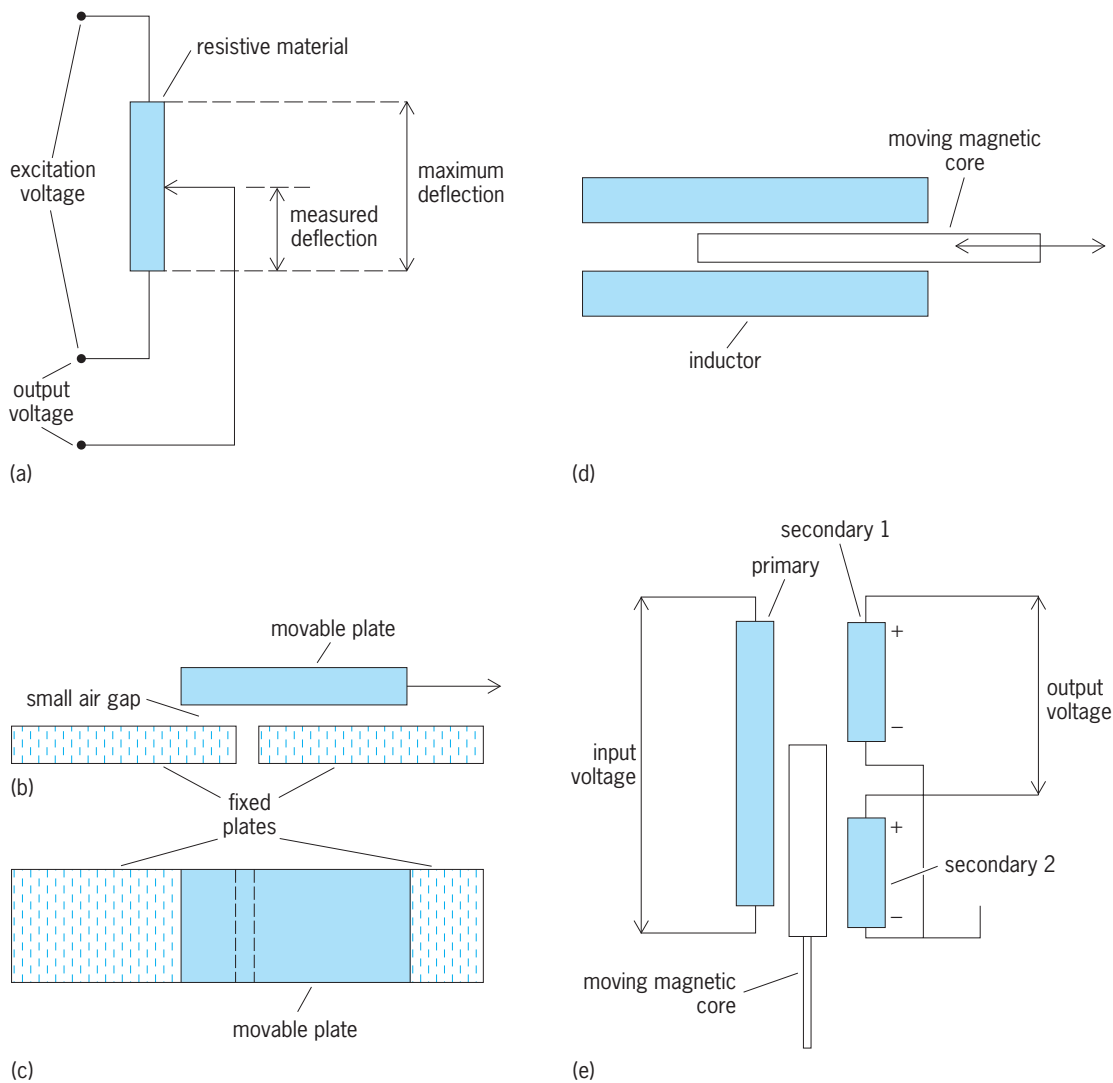 resistive material
excitation
voltage
maximum
deflection
measured
deflection
output
voltage
(a)
moving magnetic
core
inductor
(d)
movable plate
small air gap
(b)
fixed
plates
movable plate
(c)
secondary 1
primary
+
−
output
voltage
input
voltage
+
secondary 2
−
moving magnetic
core
(e)